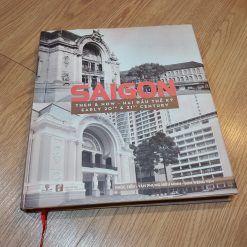 SAIGON
THEN & NOW - HAI ĐẦU THẾ KỶ
EARLY 20TH & 21ST CENTURY